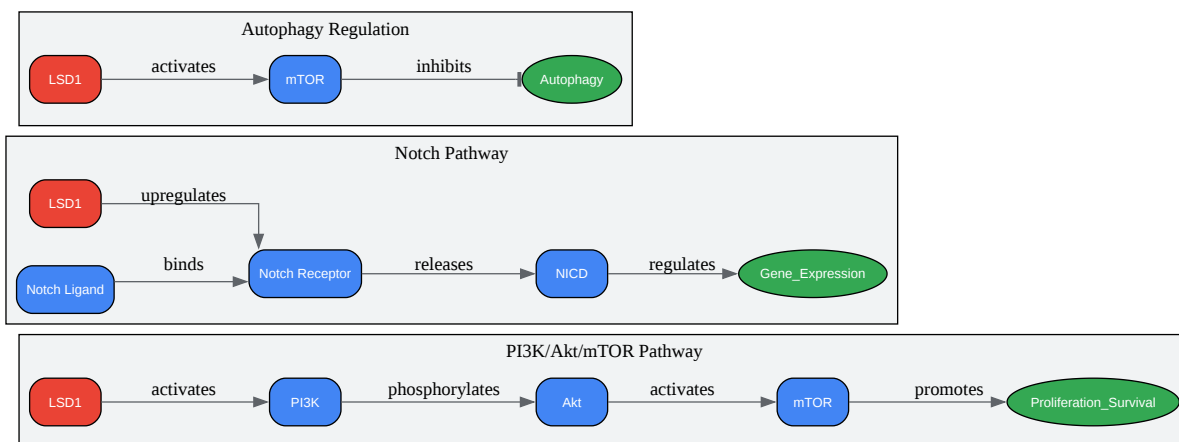 Autophagy Regulation
LSD1
activates
mTOR
inhibits
Autophagy
Notch Pathway
LSD1
upregulates
Notch Ligand
binds
Notch Receptor
releases
NICD
regulates
Gene_Expression
PI3K/Akt/mTOR Pathway
LSD1
activates
PI3K
phosphorylates
Akt
activates
mTOR
promotes
Proliferation_Survival